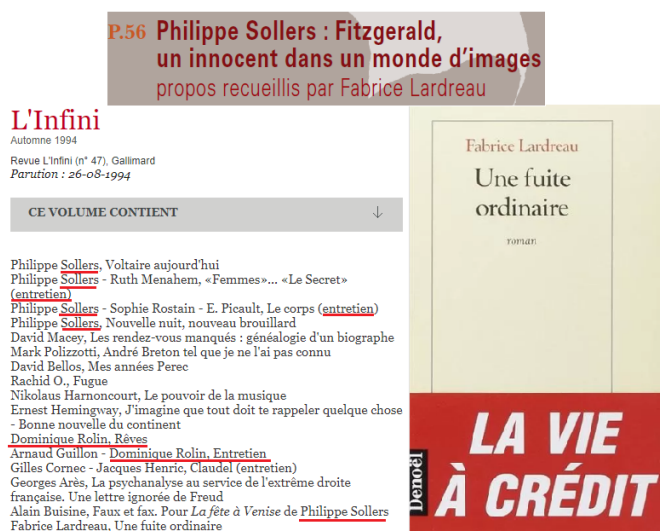 P.56 Philippe Sollers : Fitzgerald,
un innocent dans un monde d'images
propos recueillis par Fabrice Lardreau
L'Infini
Automne 1994
Revue L'Infini (n° 47), Gallimard
Parution : 26-08-1994
CE VOLUME CONTIENT
Philippe Sollers, Voltaire aujourd'hui
Philippe Sollers - Ruth Menahem, «Femmes»... «Le Secret»
(entretien)
Philippe Sollers - Sophie Rostain - E. Picault, Le corps (entretien)
Philippe Sollers, Nouvelle nuit, nouveau brouillard
David Macey, Les rendez-vous manqués : généalogie d'un biographe
Mark Polizzotti, André Breton tel que je ne l'ai pas connu
David Bellos, Mes années Perec
Rachid O., Fugue
Nikolaus Harnoncourt, Le pouvoir de la musique
Ernest Hemingway, J'imagine que tout doit te rappeler quelque chose
- Bonne nouvelle du continent
Dominique Rolin, Rêves
Arnaud Guillon - Dominique Rolin, Entretien
Gilles Cornec - Jacques Henric, Claudel (entretien)
Georges Arès, La psychanalyse au service de l'extrême droite
française. Une lettre ignorée de Freud
Alain Buisine, Faux et fax. Pour La fête à Venise de Philippe Sollers
Fabrice Lardreau, Une fuite ordinaire
Fabrice Lardreau
Une fuite
ordinaire
roman
LA VIE
À CRÉDIT
Denoël